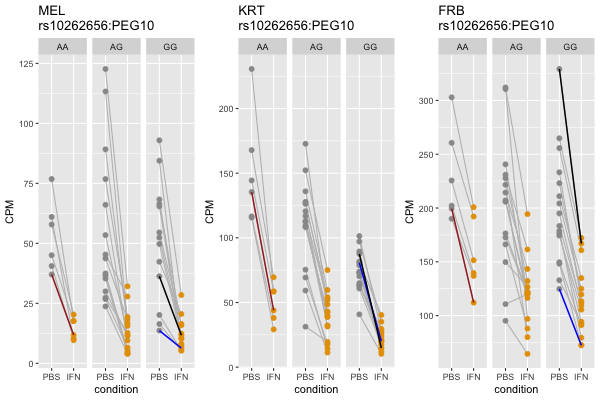 MEL
rs10262656:PEG10
AA
AG
GG
125
100
75
50
25
0
CPM
PBS IFN PBS IFN PBS IFN
condition
KRT
rs10262656:PEG10
AA
AG
GG
200
150
100
50
0
CPM
PBS IFN PBS IFN PBS IFN
condition
FRB
rs10262656:PEG10
AA
AG
GG
300
250
200
150
100
CPM
PBS IFN PBS IFN PBS IFN
condition